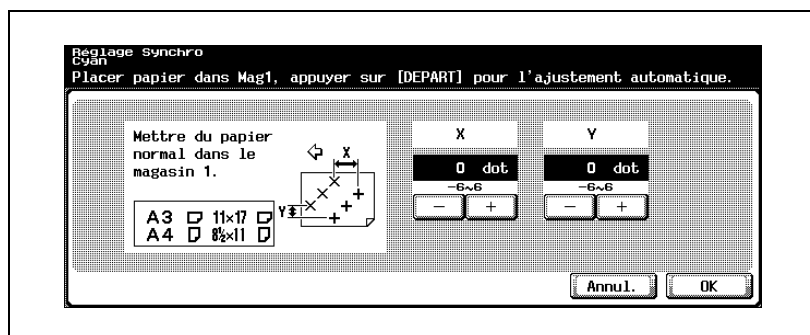 Réglage Synchro
Cyan
Placer papier dans Mag1, appuyer sur [DEPART] pour l'ajustement automatique.
Mettre du papier
normal dans le
magasin 1.
A3 11×17
A4 8½×11
X
Y
X
0 dot
-6~6
- +
Y
0 dot
-6~6
- +
Annul. OK